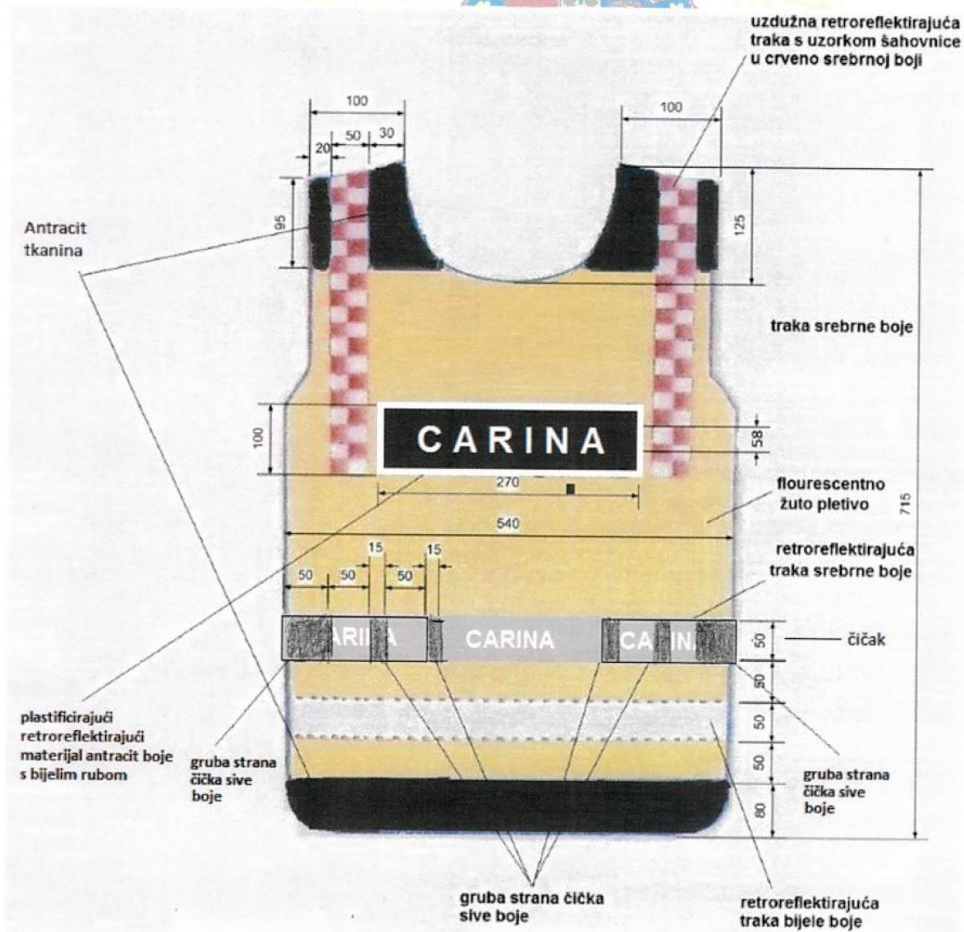 uzdužna retroreflektirajuća
traka s uzorkom šahovnice
u crveno srebrnoj boji
100
100
20
50
30
95
125
Antracit
tkanina
traka srebrne boje
100
CARINA
58
270
flourescentno
žuto pletivo
715
540
retroreflektirajuća
traka srebrne boje
15
15
50
50
50
ARINA
CARINA
CARINA
50
čičak
50
50
50
80
plastificirajući
retroreflektirajući
materijal antracit boje
s bijelim rubom
gruba strana
čička sive
boje
gruba strana
čička sive
boje
gruba strana čička
sive boje
retroreflektirajuća
traka bijele boje